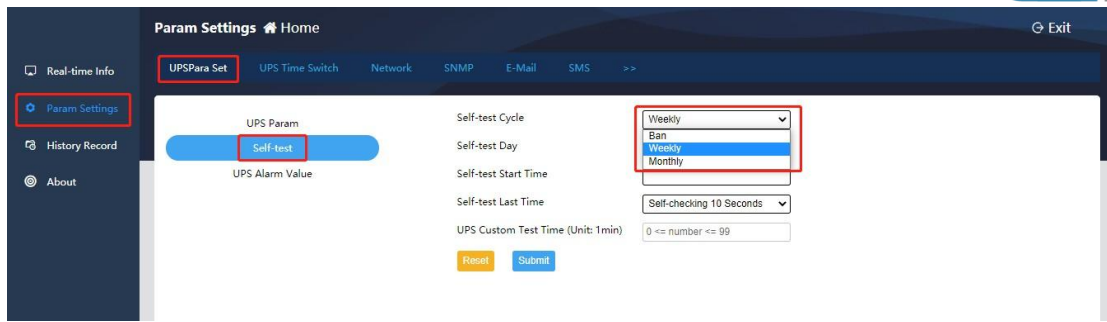 Param Settings Home
Exit
Real-time Info
Param Settings
History Record
About
UPSPara Set UPS Time Switch Network SNMP E-Mail SMS >>
UPS Param
Self-test
UPS Alarm Value
Self-test Cycle Weekly
Ban
Weekly
Monthly
Self-test Day
Self-test Start Time
Self-test Last Time Self-checking 10 Seconds
UPS Custom Test Time (Unit: 1min) 0 <= number <= 99
Reset Submit